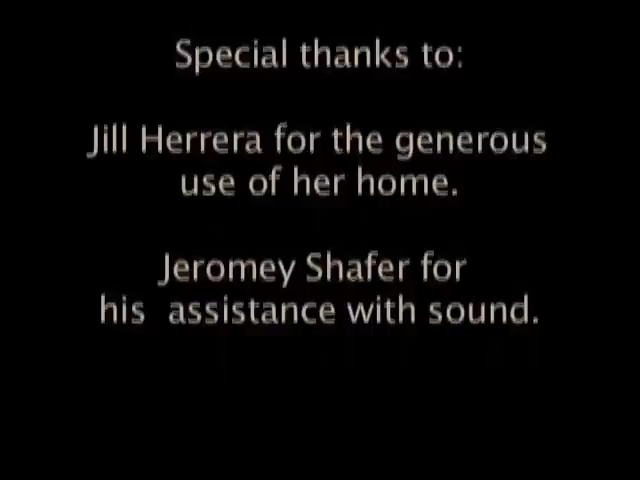 Special thanks to:
Jill Herrera for the generous
use of her home.
Jeromey Shafer for
his  assistance with sound.